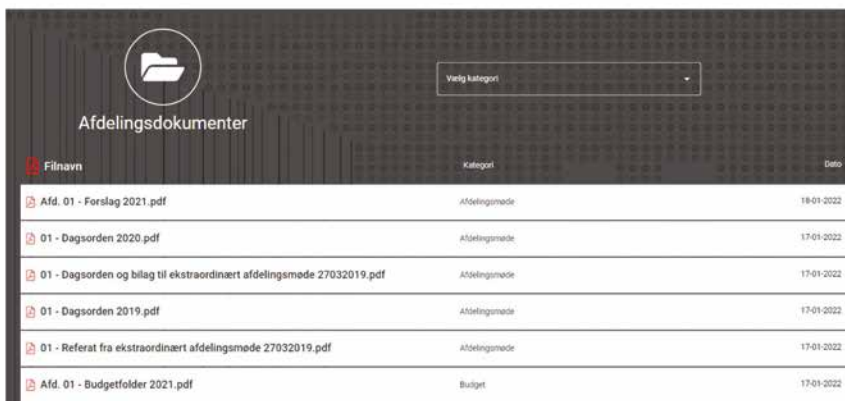 Vælg kategori
Afdelingsdokumenter
Filnavn Kategori Dato
Afd. 01 - Forslag 2021.pdf Afdelingsmøde 18-01-2022
01 - Dagsorden 2020.pdf Afdelingsmøde 17-01-2022
01 - Dagsorden og bilag til ekstraordinært afdelingsmøde 27032019.pdf Afdelingsmøde 17-01-2022
01 - Dagsorden 2019.pdf Afdelingsmøde 17-01-2022
01 - Referat fra ekstraordinært afdelingsmøde 27032019.pdf Afdelingsmøde 17-01-2022
Afd. 01 - Budgetfolder 2021.pdf Budget 17-01-2022